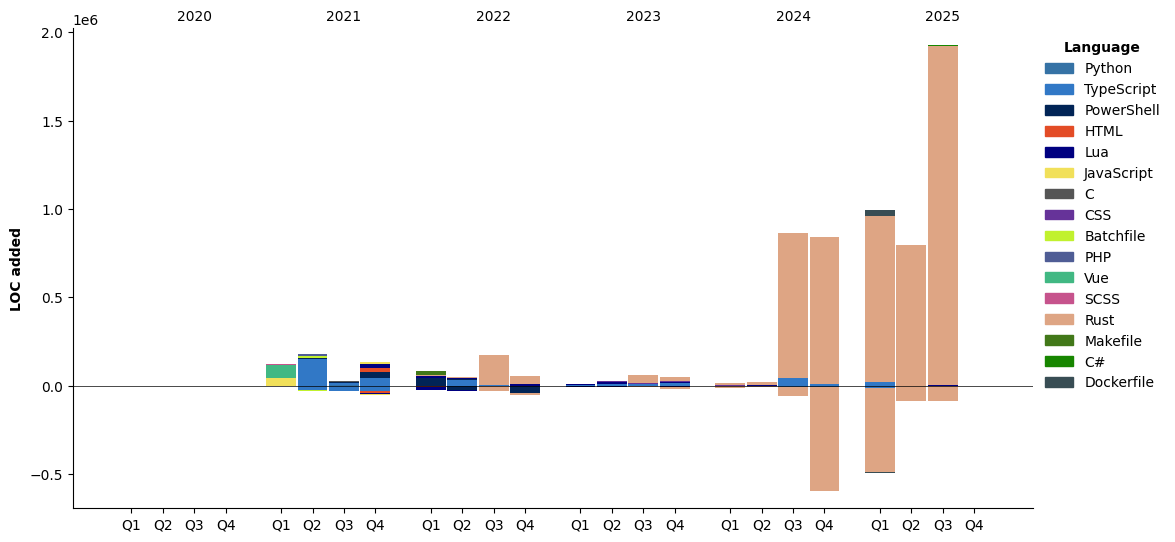 1e6
2020 2021 2022 2023 2024 2025
2.0
1.5
1.0
0.5
0.0
−0.5
LOC added
Q1 Q2 Q3 Q4 Q1 Q2 Q3 Q4 Q1 Q2 Q3 Q4 Q1 Q2 Q3 Q4 Q1 Q2 Q3 Q4 Q1 Q2 Q3 Q4
Language
Python
TypeScript
PowerShell
HTML
Lua
JavaScript
C
CSS
Batchfile
PHP
Vue
SCSS
Rust
Makefile
C#
Dockerfile